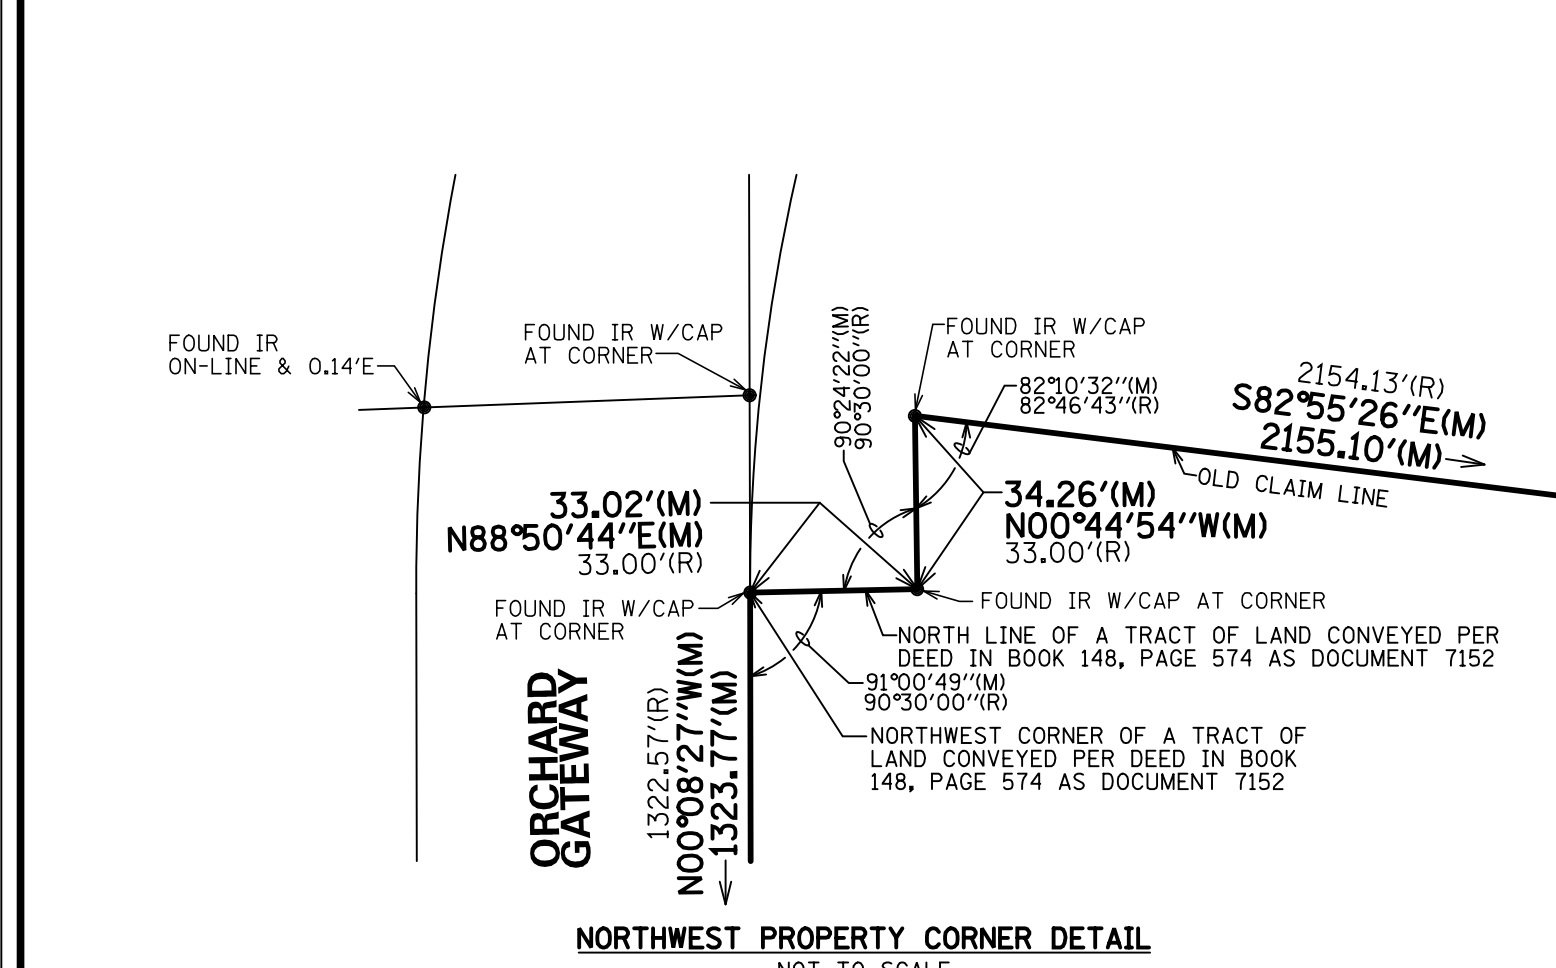 FOUND IR
ON-LINE & 0.14'E
FOUND IR W/CAP
AT CORNER
90°24'22''(M)
90°30'00''(R)
FOUND IR W/CAP
AT CORNER
82°10'32''(M)
82°46'43''(R)
2154.13'(R)
S82°55'26''E(M)
2155.10'(M)
OLD CLAIM LINE
33.02'(M)
N88°50'44''E(M)
33.00'(R)
34.26'(M)
N00°44'54''W(M)
33.00'(R)
FOUND IR W/CAP
AT CORNER
FOUND IR W/CAP AT CORNER
NORTH LINE OF A TRACT OF LAND CONVEYED PER
DEED IN BOOK 148, PAGE 574 AS DOCUMENT 7152
91°00'49''(M)
90°30'00''(R)
NORTHWEST CORNER OF A TRACT OF
LAND CONVEYED PER DEED IN BOOK
148, PAGE 574 AS DOCUMENT 7152
ORCHARD
GATEWAY
1322.57'(R)
N00°08'27''W(M)
1323.77'(M)
NORTHWEST PROPERTY CORNER DETAIL
NOT TO SCALE